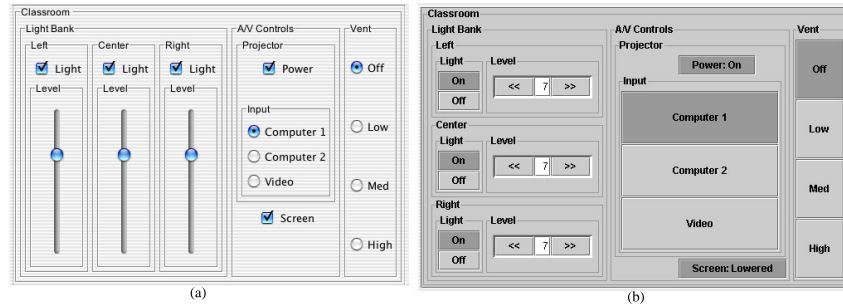 Classroom
Light Bank
A/V Controls
Vent
Left
Center
Right
Projector
Light
Light
Light
Power
Off
Level
Level
Level
Input
Computer 1
Low
Computer 2
Video
Med
Screen
High
(a)
Classroom
Light Bank
A/V Controls
Vent
Left
Projector
Light
Level
Power: On
On
<< 7 >>
Off
Off
Input
Computer 1
Center
Light
Level
Low
On
<< 7 >>
Computer 2
Off
Med
Right
Light
Level
Video
On
<< 7 >>
High
Off
Screen: Lowered
(b)